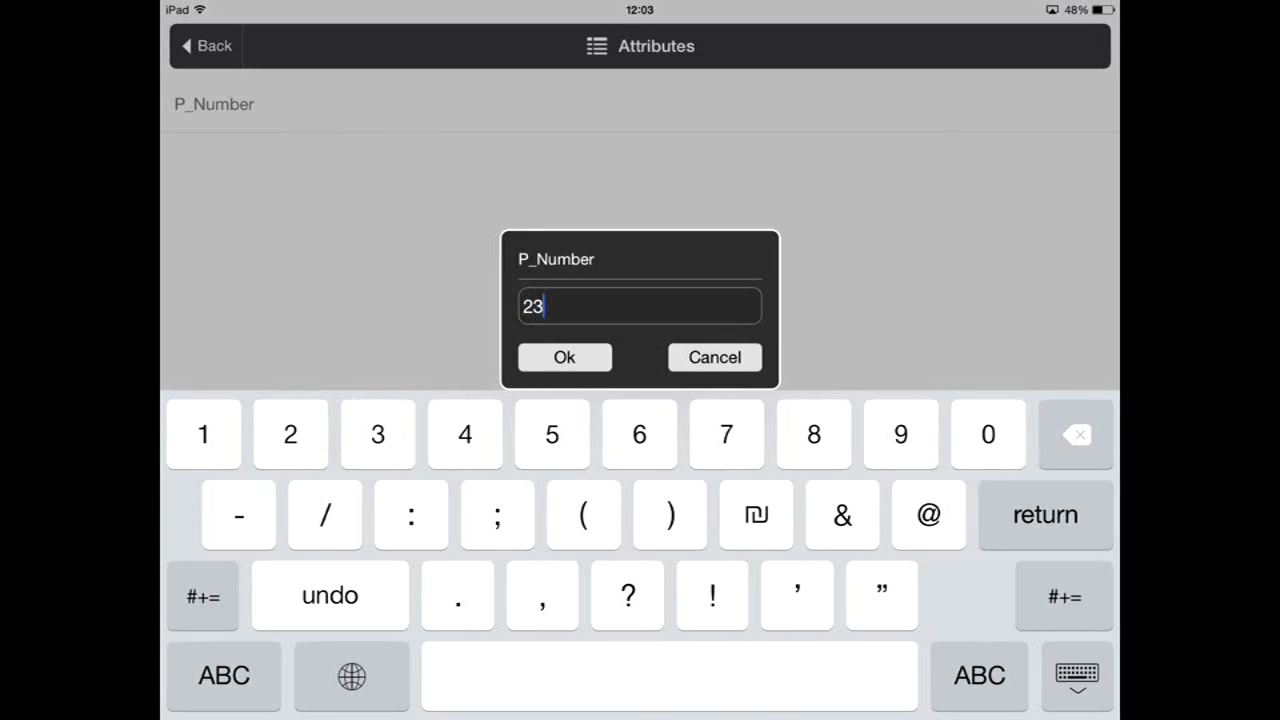 iPad 12:03 48%
Back Attributes
P_Number
P_Number
23
Ok Cancel
1 2 3 4 5 6 7 8 9 0
- / : ; ( ) ₪ & @ return
#+= undo . , ? ! ’ ” #+=
ABC ABC